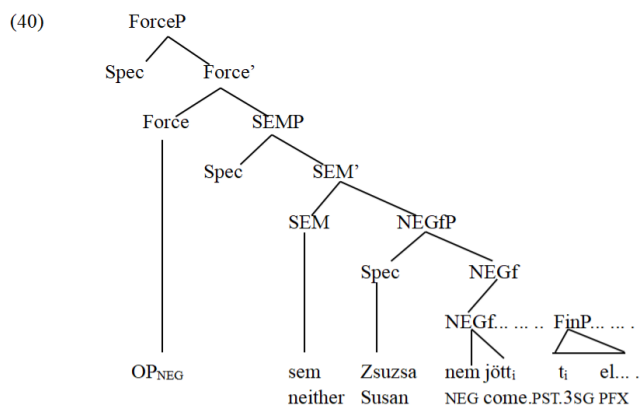 (40) ForceP
Spec Force’
Force SEMP
Spec SEM’
SEM NEGfP
Spec NEGf
NEGf... ... .. FinP... ... .
OPNEG sem Zsuzsa nem jötti ti el... ...
neither Susan NEG come.PST.3SG PFX